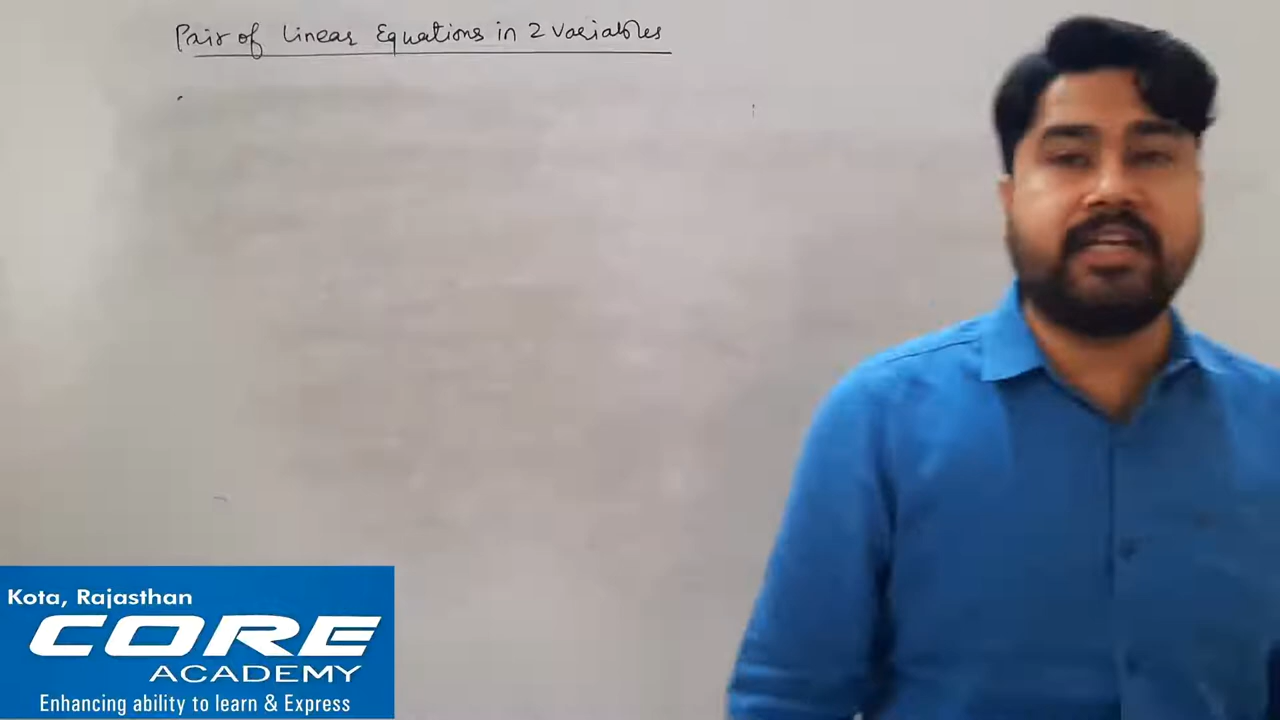 Pair of Linear Equations in 2 variables
Kota, Rajasthan
CORE
ACADEMY
Enhancing ability to learn & Express